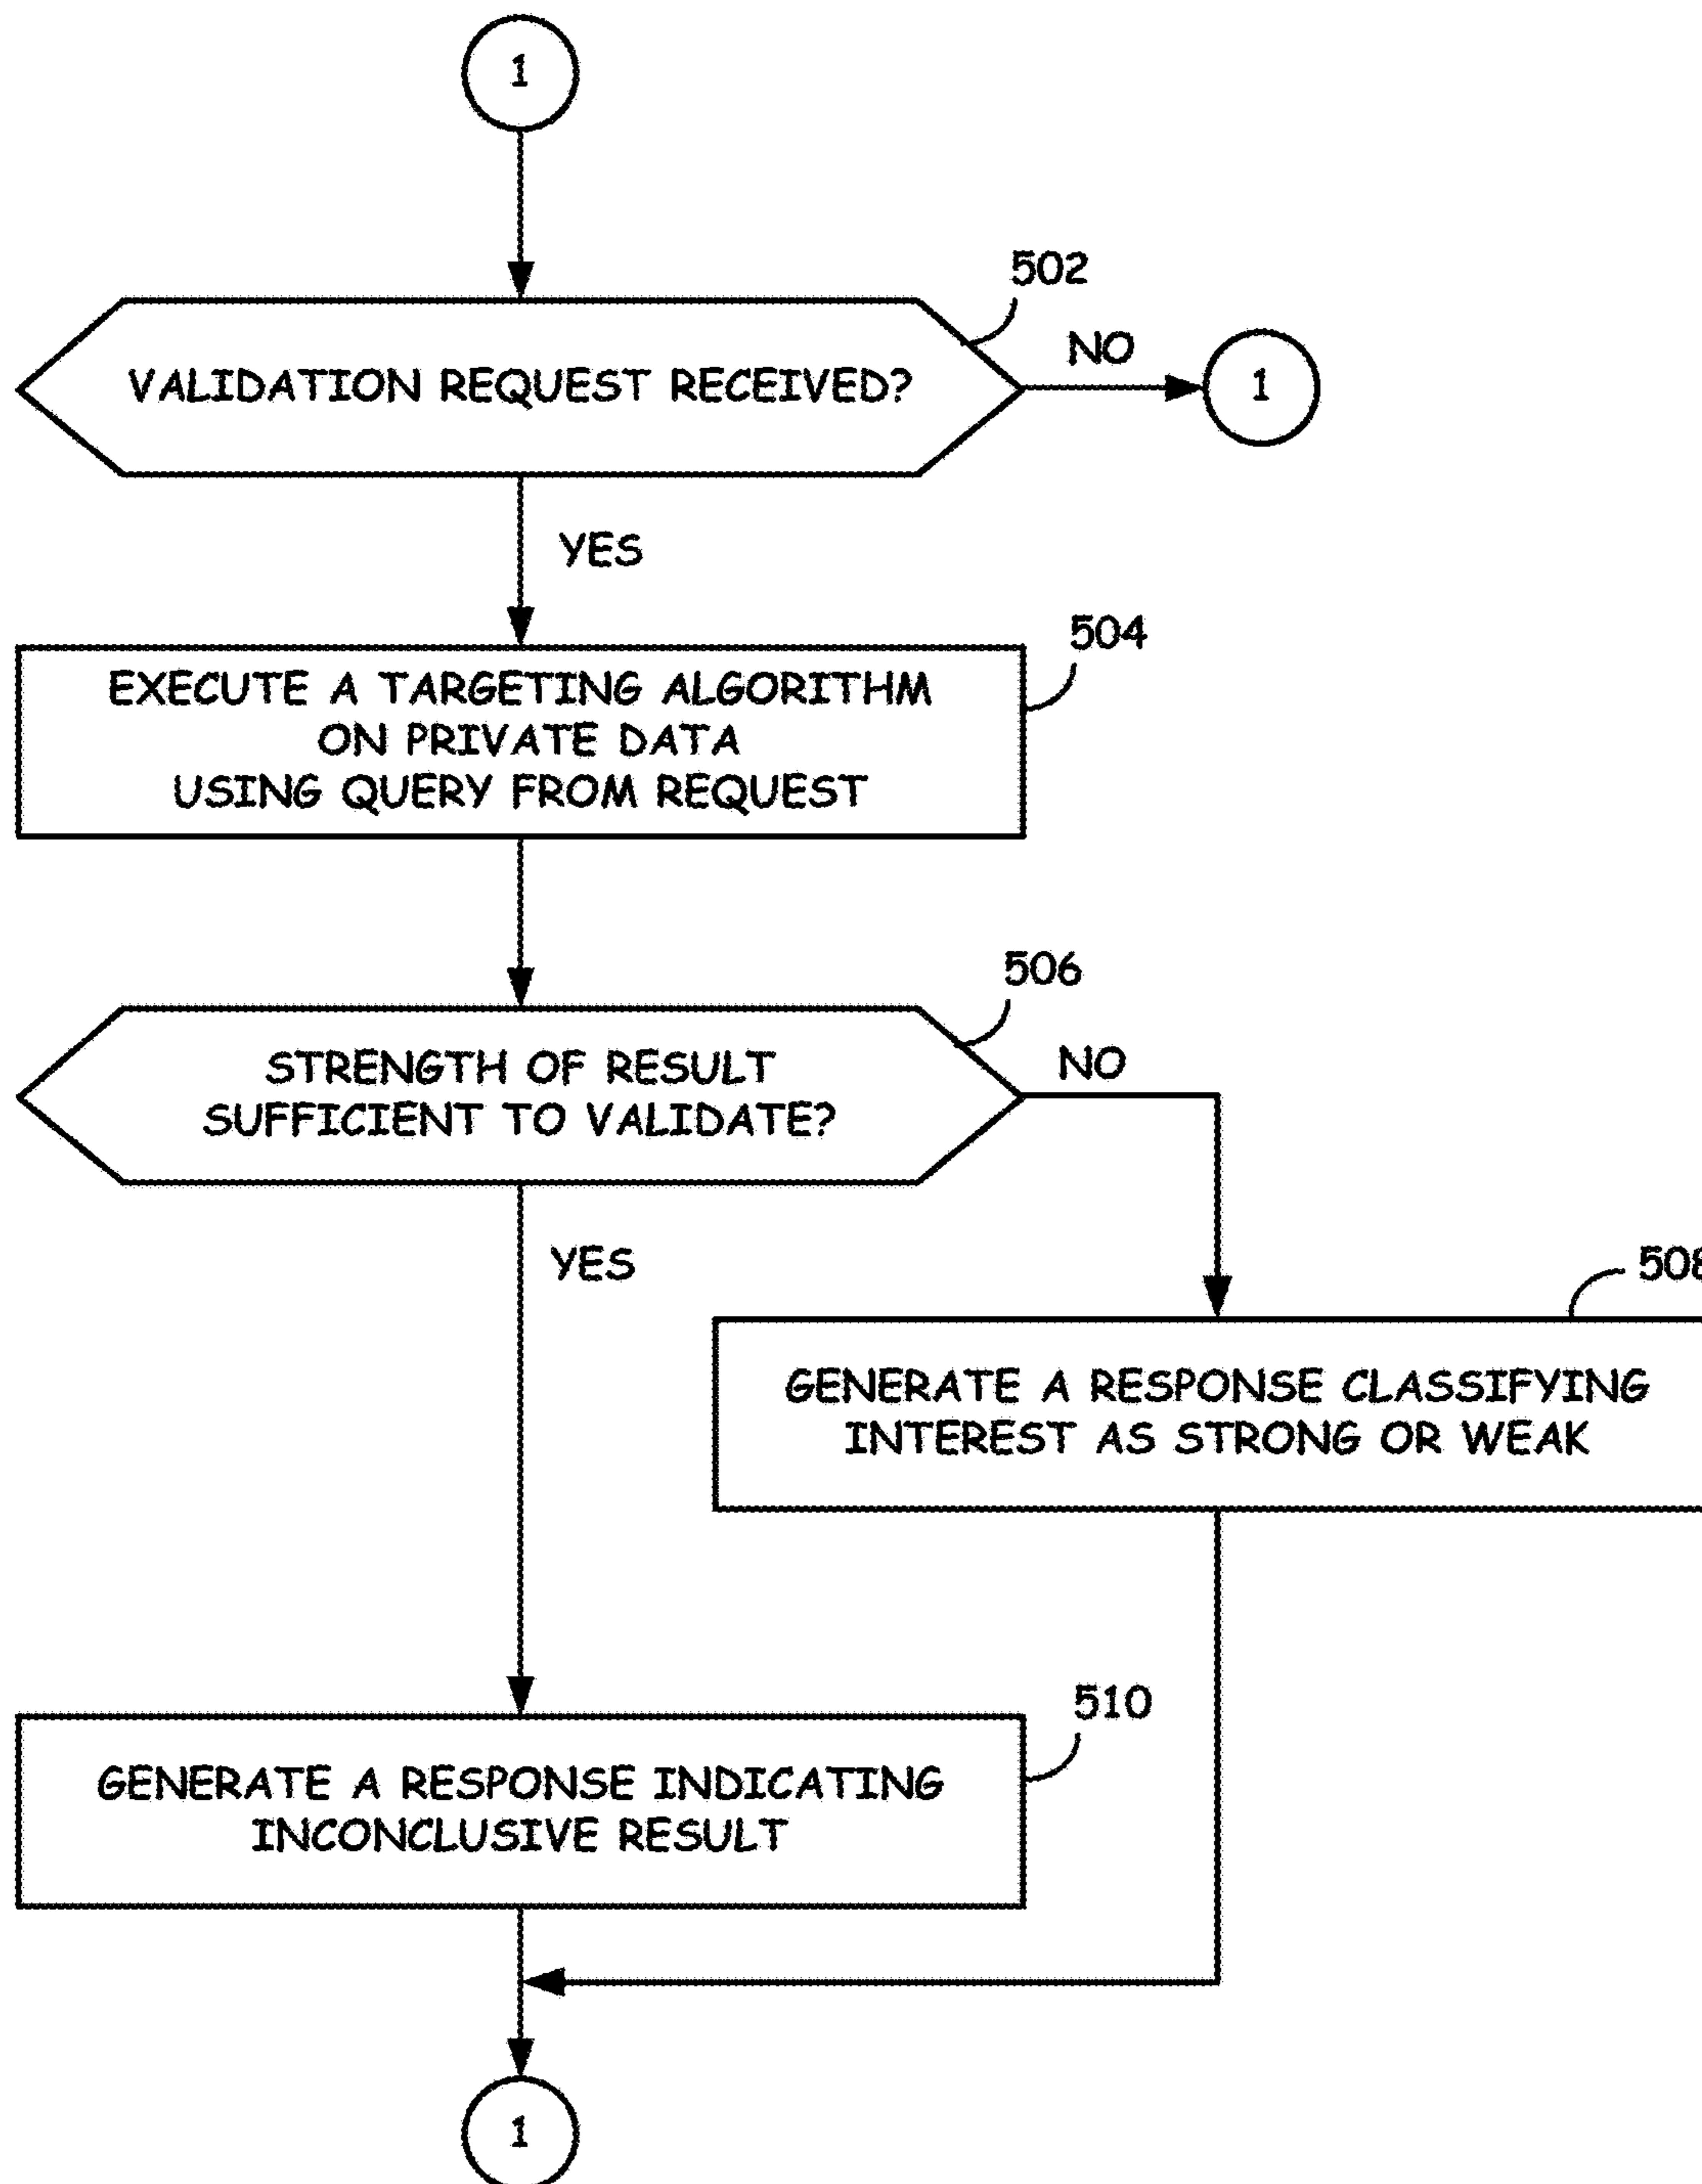 1
502
VALIDATION REQUEST RECEIVED?
NO
1
YES
504
EXECUTE A TARGETING ALGORITHM
ON PRIVATE DATA
USING QUERY FROM REQUEST
506
STRENGTH OF RESULT
SUFFICIENT TO VALIDATE?
NO
YES
508
GENERATE A RESPONSE CLASSIFYING
INTEREST AS STRONG OR WEAK
510
GENERATE A RESPONSE INDICATING
INCONCLUSIVE RESULT
1